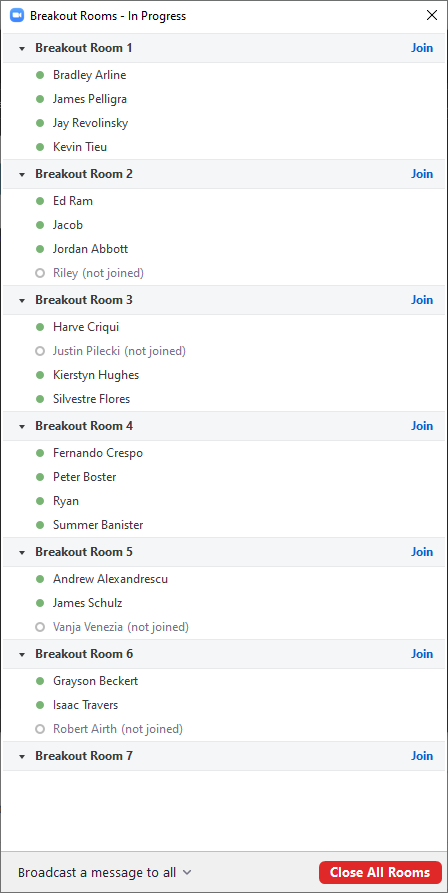 Breakout Rooms - In Progress
Breakout Room 1 Join
Bradley Arline
James Pelligra
Jay Revolinsky
Kevin Tieu
Breakout Room 2 Join
Ed Ram
Jacob
Jordan Abbott
Riley (not joined)
Breakout Room 3 Join
Harve Criqui
Justin Pilecki (not joined)
Kierstyn Hughes
Silvestre Flores
Breakout Room 4 Join
Fernando Crespo
Peter Boster
Ryan
Summer Banister
Breakout Room 5 Join
Andrew Alexandrescu
James Schulz
Vanja Venezia (not joined)
Breakout Room 6 Join
Grayson Beckert
Isaac Travers
Robert Airth (not joined)
Breakout Room 7 Join
Broadcast a message to all Close All Rooms